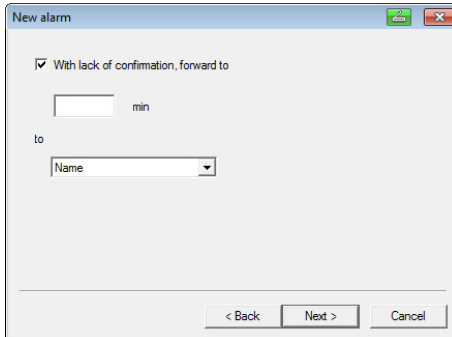 New alarm
With lack of confirmation, forward to
min
to
Name
< Back Next > Cancel